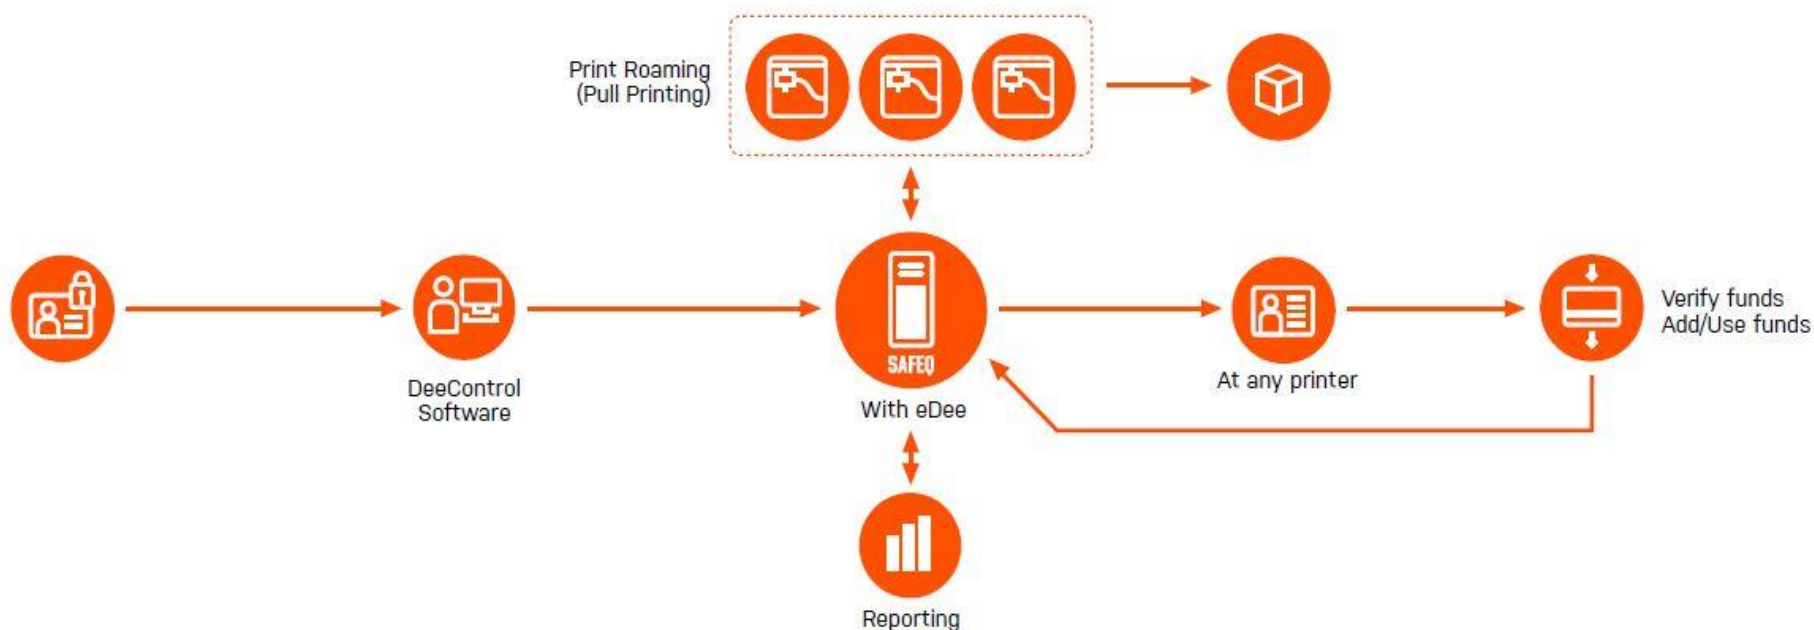 Print Roaming
(Pull Printing)
SAFEQ
With eDee
DeeControl
Software
At any printer
Verify funds
Add/Use funds
Reporting